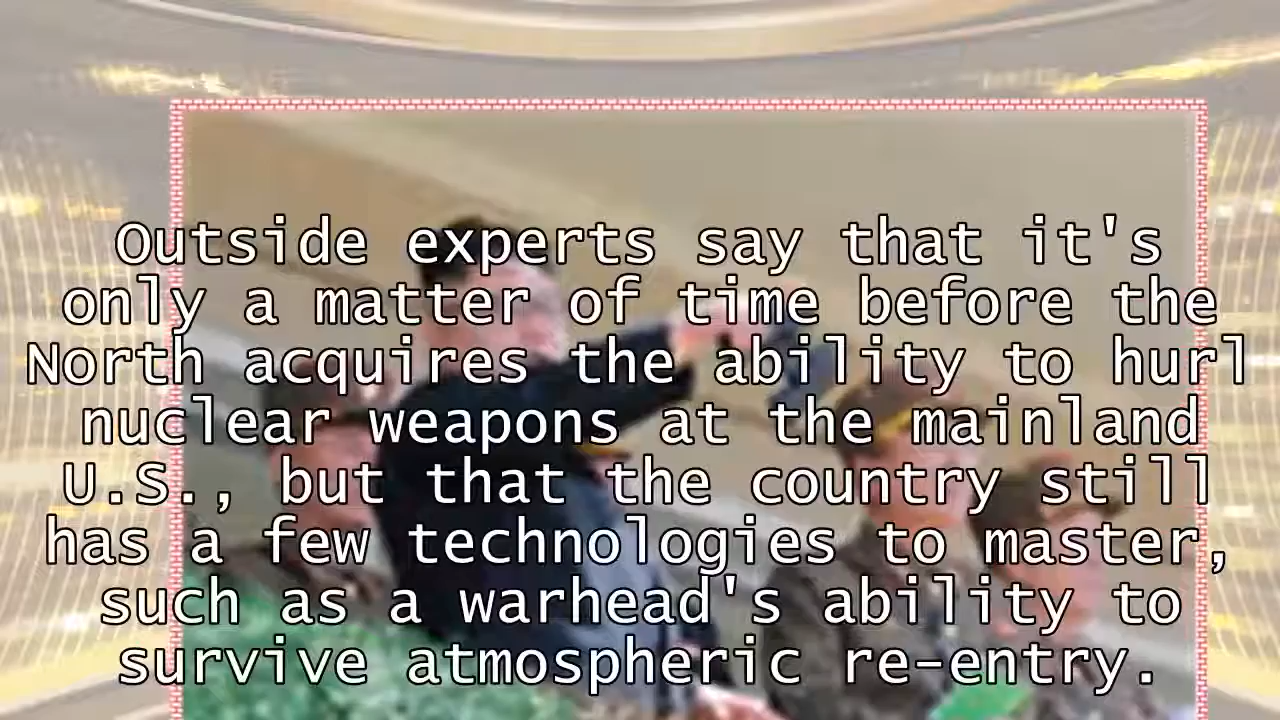 Outside experts say that it's
only a matter of time before the
North acquires the ability to hurl
nuclear weapons at the mainland
U.S., but that the country still
has a few technologies to master,
such as a warhead's ability to
survive atmospheric re-entry.